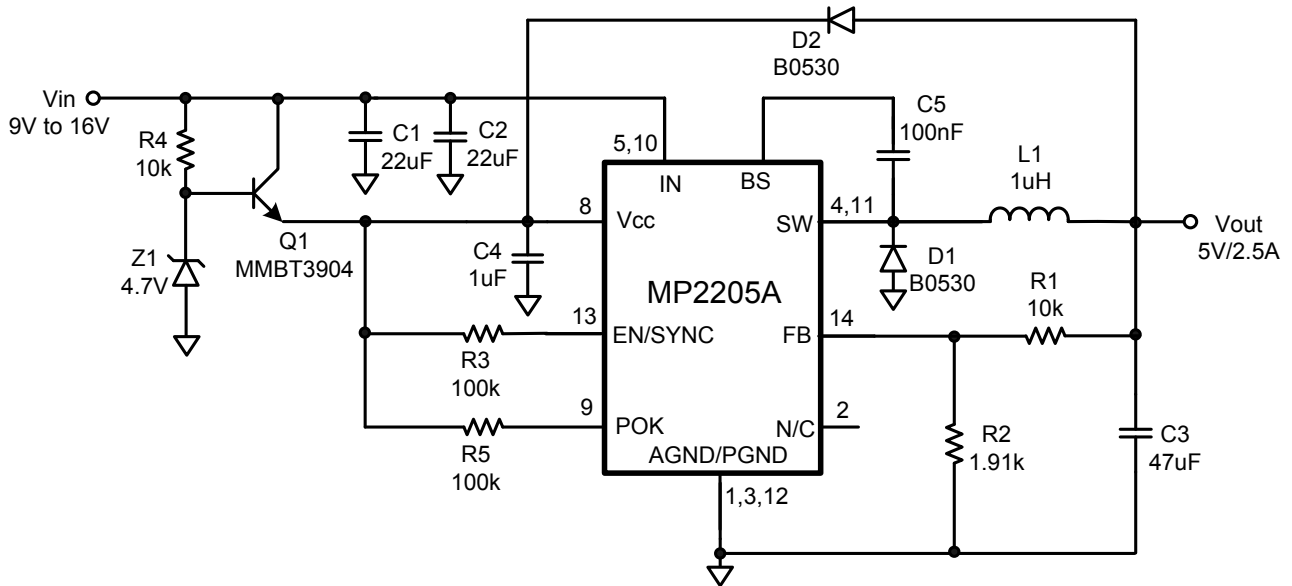 D2
B0530
Vin
9V to 16V
R4
10k
C1
22uF
C2
22uF
5,10
C5
100nF
L1
1uH
IN
BS
8
Vcc
4,11
SW
Vout
5V/2.5A
Q1
MMBT3904
Z1
4.7V
C4
1uF
D1
B0530
MP2205A
R1
10k
13
EN/SYNC
14
FB
R3
100k
9
POK
2
N/C
R5
100k
AGND/PGND
R2
1.91k
C3
47uF
1,3,12